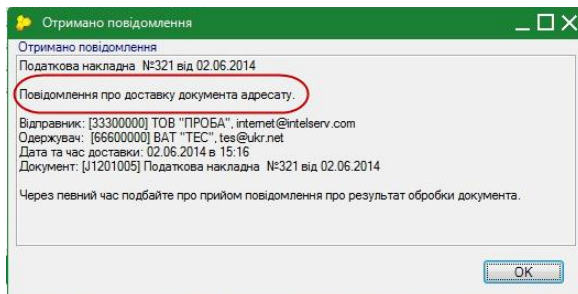 Отримано повідомлення
Отримано повідомлення
Податкова накладна №321 від 02.06.2014
Повідомлення про доставку документа адресату.
Відправник: [33300000] ТОВ "ПРОБА", internet@intelserv.com
Одержувач: [66600000] ВАТ "ТЕС", tes@ukr.net
Дата та час доставки: 02.06.2014 в 15:16
Документ: [J1201005] Податкова накладна №321 від 02.06.2014
Через певний час подбайте про прийом повідомлення про результат обробки документа.
OK